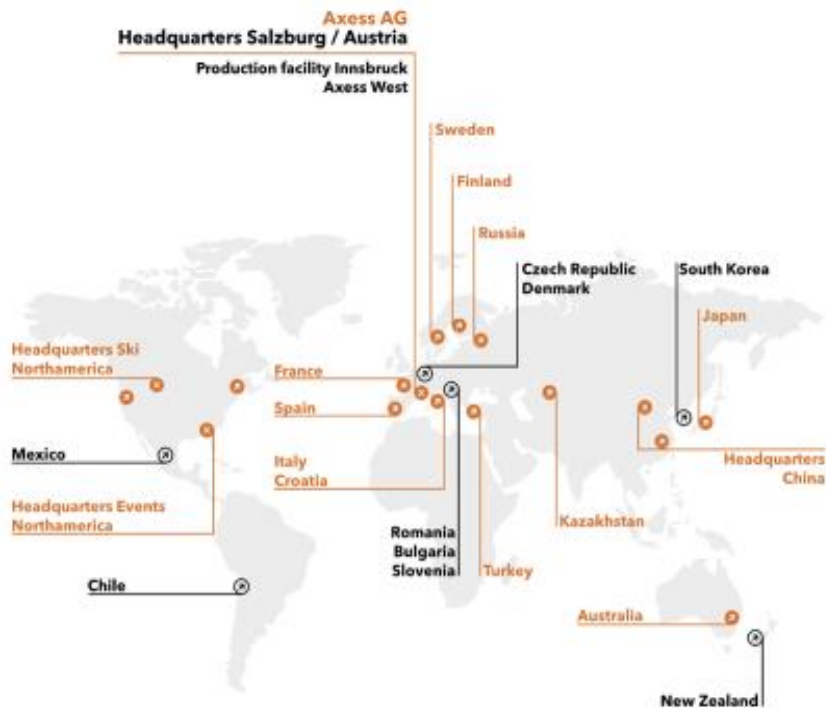 Axess AG
Headquarters Salzburg / Austria
Production facility Innsbruck
Axess West
Sweden
Finland
Russia
Czech Republic
Denmark
South Korea
Japan
Headquarters Ski
Northamerica
France
Spain
Mexico
Italy
Croatia
Headquarters
China
Headquarters Events
Northamerica
Kazakhstan
Romania
Bulgaria
Slovenia
Turkey
Chile
Australia
New Zealand